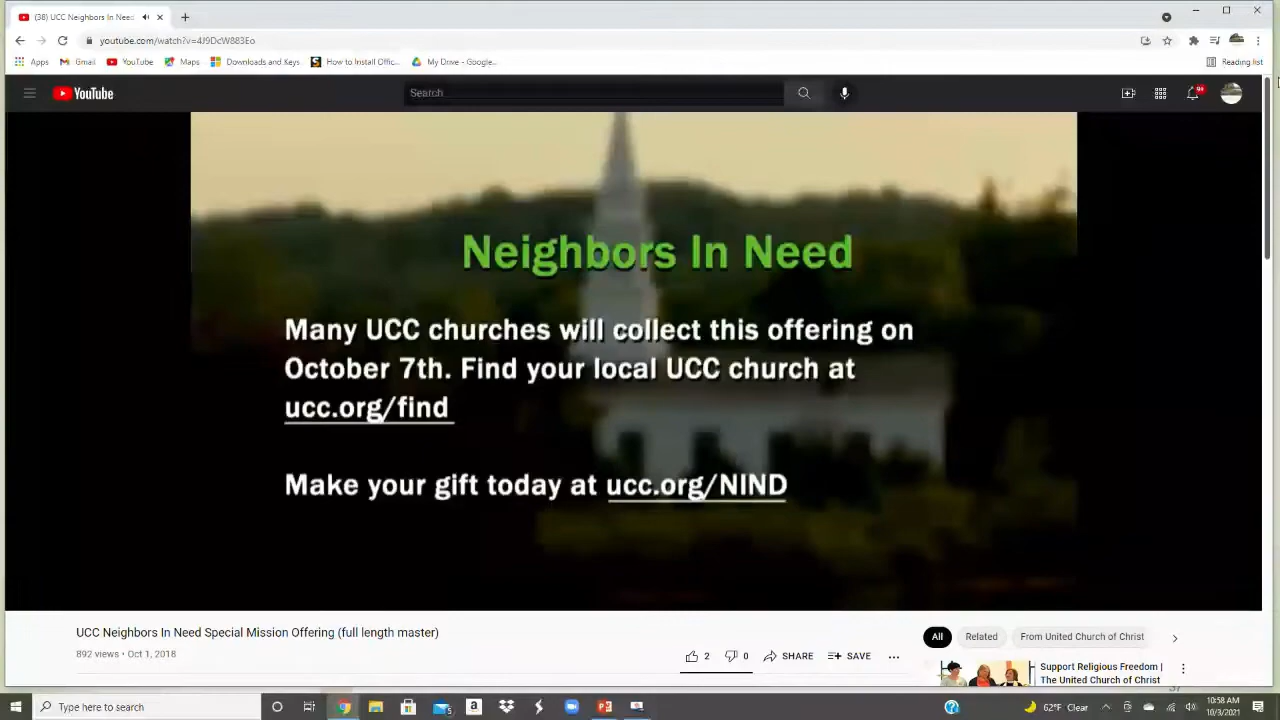 (38) UCC Neighbors In Need
youtube.com/watch?v=4J9DcW883Eo
Apps Gmail YouTube Maps Downloads and Keys How to Install Offic... My Drive - Google... Reading list
YouTube Search 9+
Neighbors In Need
Many UCC churches will collect this offering on
October 7th. Find your local UCC church at
ucc.org/find
Make your gift today at ucc.org/NIND
UCC Neighbors In Need Special Mission Offering (full length master)
892 views • Oct 1, 2018
2 0 SHARE SAVE
All Related From United Church of Christ
Support Religious Freedom |
The United Church of Christ
Type here to search
62°F Clear
10:58 AM
10/3/2021